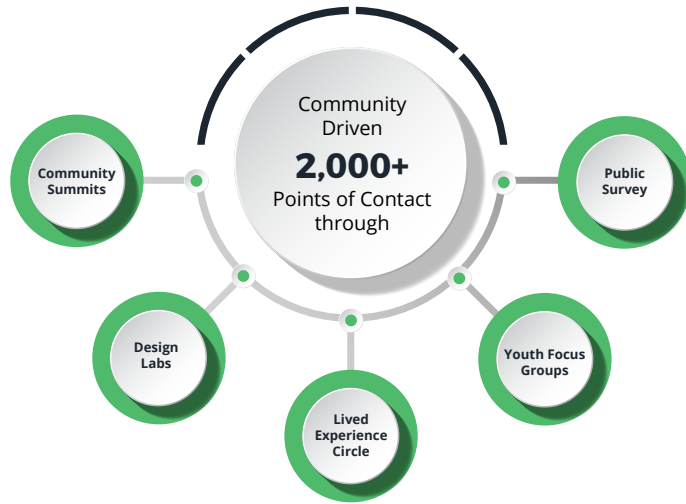 Community
Driven
2,000+
Points of Contact
through
Community
Summits
Design
Labs
Lived
Experience
Circle
Youth Focus
Groups
Public
Survey